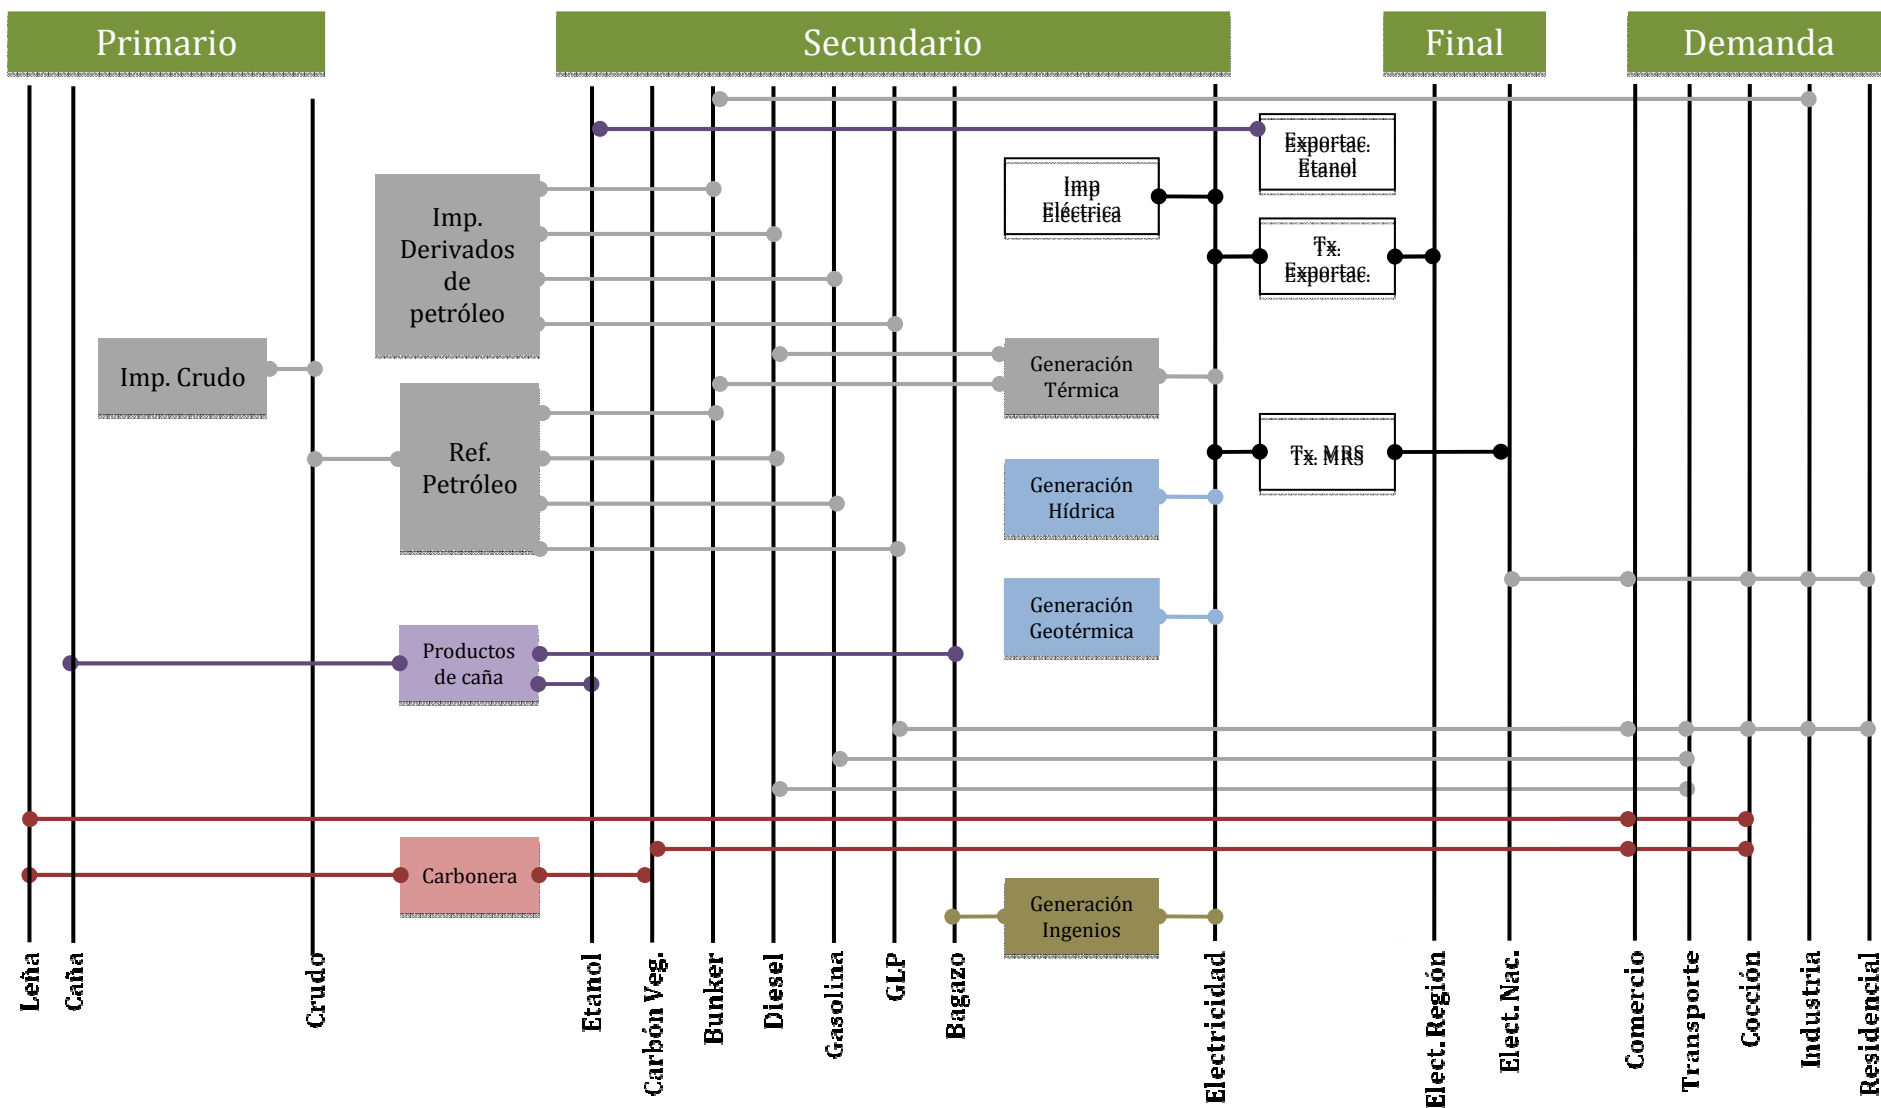 Primario
Secundario
Final
Demanda
Exportac.
Etanol
Imp
Eléctrica
Imp.
Derivados
de
petróleo
Tx.
Exportac.
Imp. Crudo
Generación
Térmica
Ref.
Petróleo
Tx. MRS
Generación
Hídrica
Generación
Geotérmica
Productos
de caña
Carbonera
Generación
Ingenios
Leña
Caña
Crudo
Etanol
Carbón Veg.
Bunker
Diesel
Gasolina
GLP
Bagazo
Electricidad
Elect.Región
Elect.Nac.
Comercio
Transporte
Cocción
Industria
Residencial